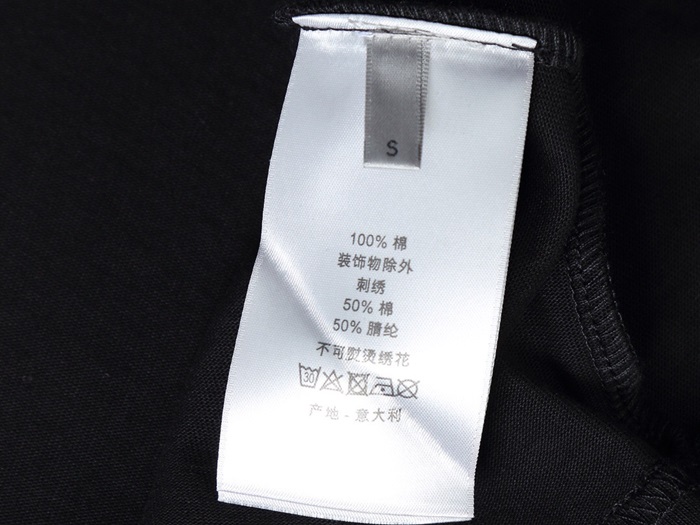 S
100% 棉
装饰物除外
刺绣
50% 棉
50% 腈纶
不可熨烫绣花
30
产地 - 意大利